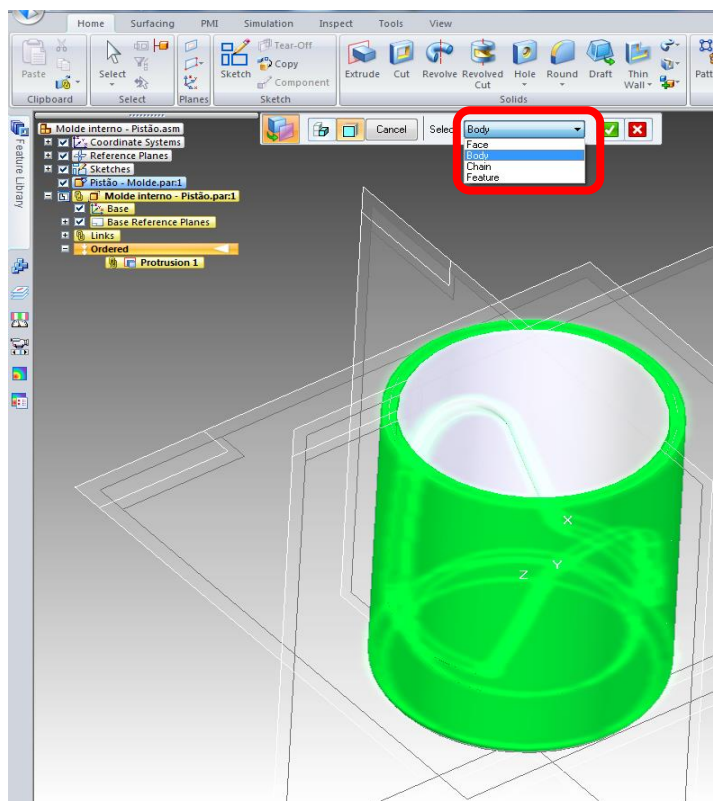 Home Surfacing PMI Simulation Inspect Tools View
Paste
Select
Sketch
Tear-Off
Copy
Component
Extrude Cut Revolve Revolved Cut Hole Round Draft Thin Wall Patt
Clipboard Select Planes Sketch Solids
Feature Library
Molde interno - Pistão.asm
Cancel Selec Body
Coordinate Systems
Face
Reference Planes
Body
Sketches
Chain
Pistão - Molde.par:1
Feature
Molde interno - Pistão.par:1
Base
Base Reference Planes
Links
Ordered
Protrusion 1
X
Y
Z